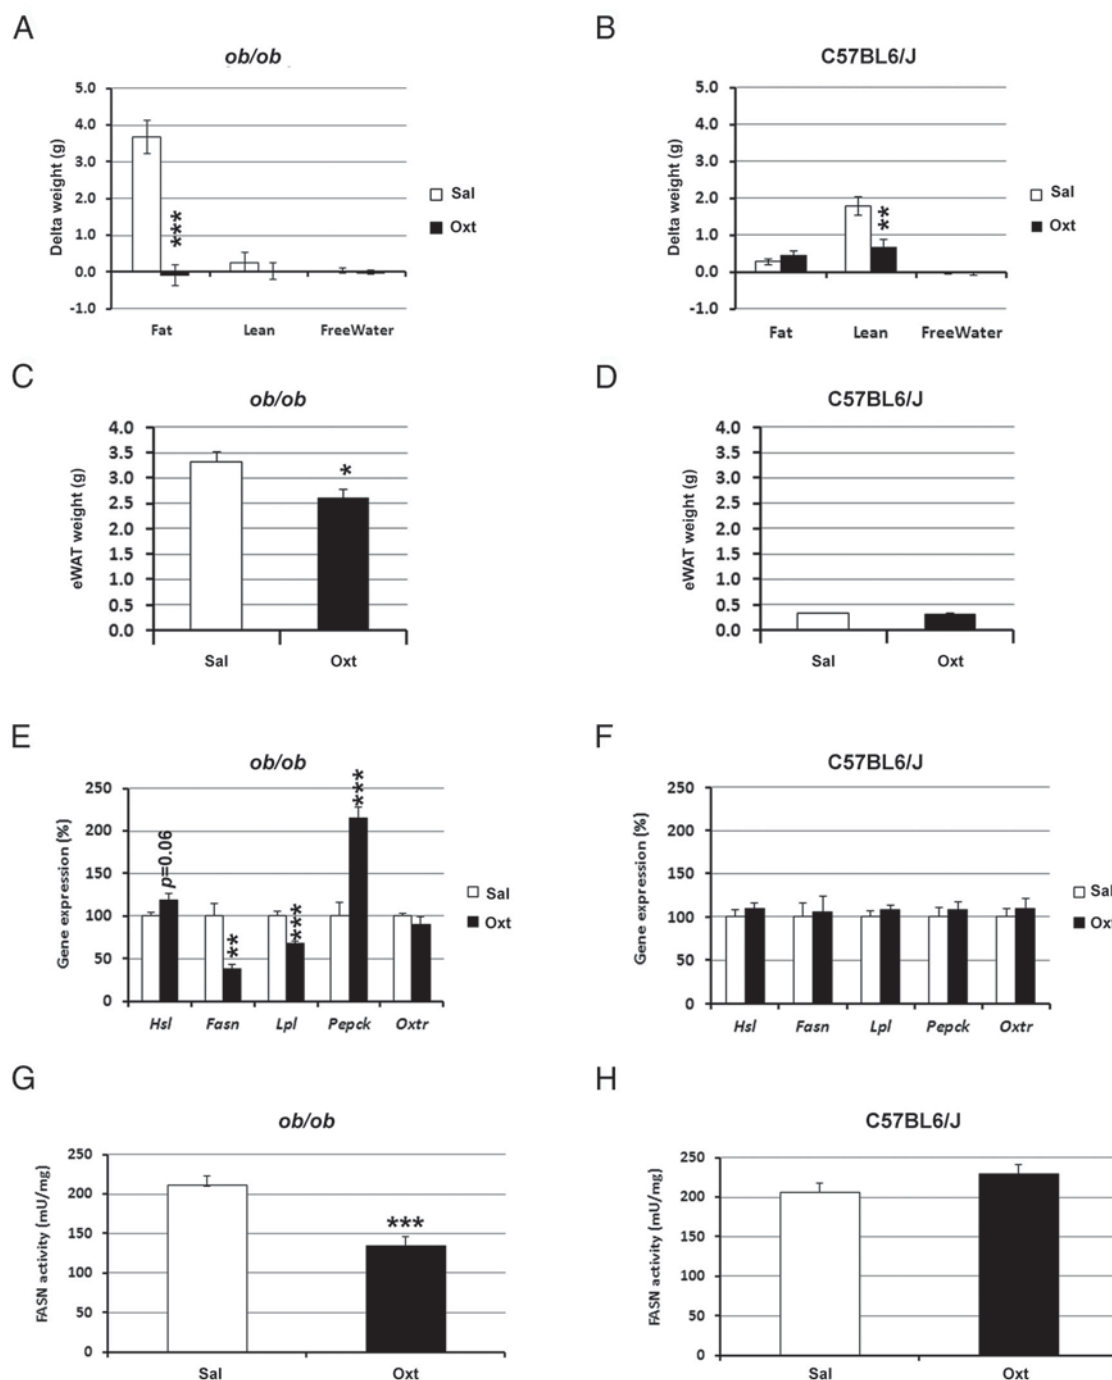 A
ob/ob
Delta weight (g)
5.0
4.0
3.0
2.0
1.0
0.0
-1.0
***
Fat
Lean
FreeWater
Sal
Oxt
B
C57BL6/J
Delta weight (g)
5.0
4.0
3.0
2.0
1.0
0.0
-1.0
**
Fat
Lean
FreeWater
Sal
Oxt
C
ob/ob
eWAT weight (g)
4.0
3.5
3.0
2.5
2.0
1.5
1.0
0.5
0.0
*
Sal
Oxt
D
C57BL6/J
eWAT weight (g)
4.0
3.5
3.0
2.5
2.0
1.5
1.0
0.5
0.0
Sal
Oxt
E
ob/ob
Gene expression (%)
250
200
150
100
50
0
p=0.06
**
***
***
Hsl
Fasn
Lpl
Pepck
Oxtr
Sal
Oxt
F
C57BL6/J
Gene expression (%)
250
200
150
100
50
0
Hsl
Fasn
Lpl
Pepck
Oxtr
Sal
Oxt
G
ob/ob
FASN activity (mU/mg)
250
200
150
100
50
0
***
Sal
Oxt
H
C57BL6/J
FASN activity (mU/mg)
250
200
150
100
50
0
Sal
Oxt